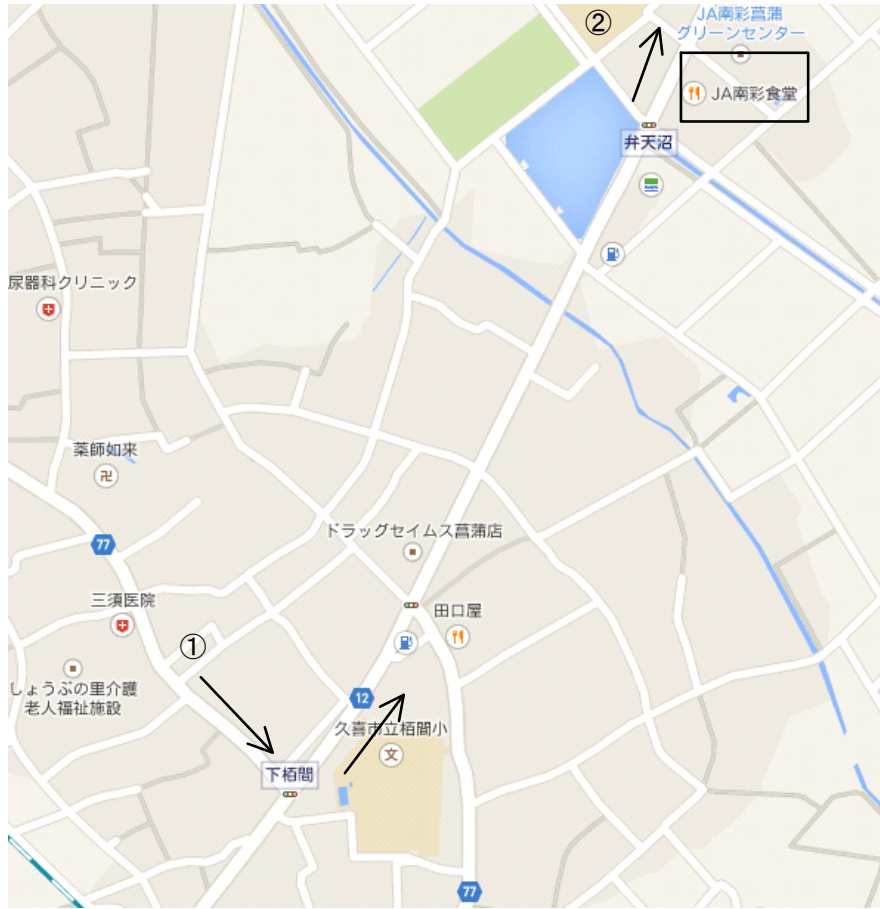 ②
JA南彩菖蒲
グリーンセンター
JA南彩食堂
弁天沼
尿器科クリニック
薬師如来
卍
77
ドラッグセイムス菖蒲店
三須医院
田口屋
①
しょうぶの里介護
老人福祉施設
12
久喜市立栢間小
文
下栢間
77